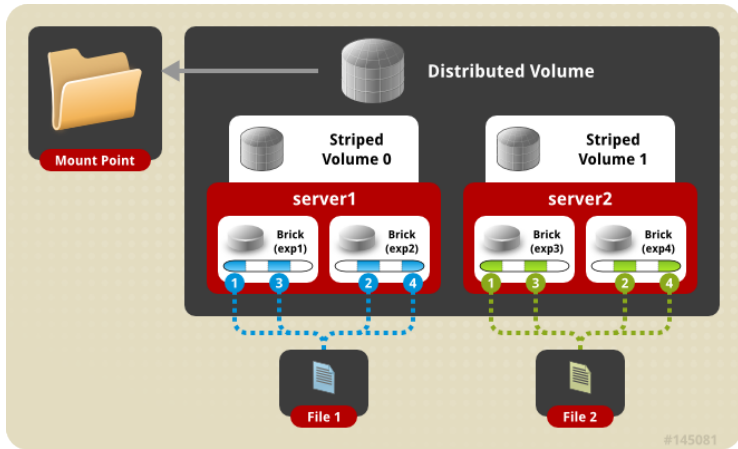 Distributed Volume
Mount Point
Striped
Volume 0
Striped
Volume 1
server1
server2
Brick
(exp1)
Brick
(exp2)
Brick
(exp3)
Brick
(exp4)
1
3
2
4
1
3
2
4
File 1
File 2
#145081